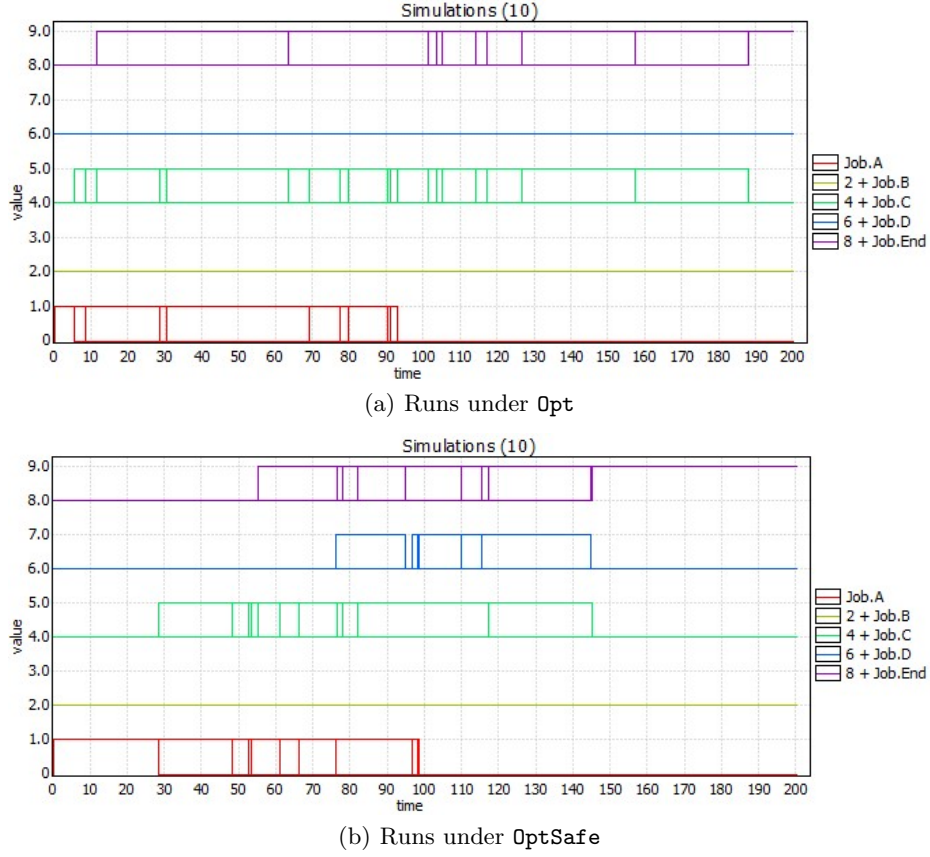 Simulations (10)
9.0
8.0
7.0
6.0
5.0
4.0
3.0
2.0
1.0
0
value
0 10 20 30 40 50 60 70 80 90 100 110 120 130 140 150 160 170 180 190 200
time
Job.A
2 + Job.B
4 + Job.C
6 + Job.D
8 + Job.End
(a) Runs under Opt
Simulations (10)
9.0
8.0
7.0
6.0
5.0
4.0
3.0
2.0
1.0
0
value
0 10 20 30 40 50 60 70 80 90 100 110 120 130 140 150 160 170 180 190 200
time
Job.A
2 + Job.B
4 + Job.C
6 + Job.D
8 + Job.End
(b) Runs under OptSafe